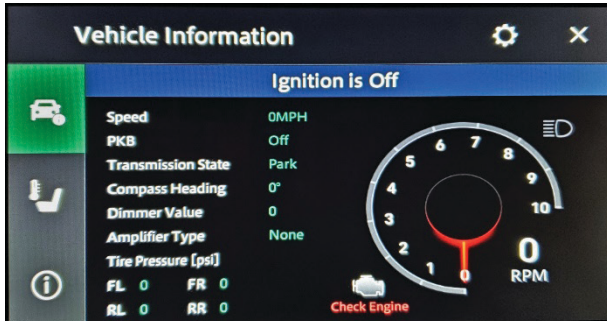 Vehicle Information
Ignition is Off
Speed 0MPH
PKB Off
Transmission State Park
Compass Heading 0°
Dimmer Value 0
Amplifier Type None
Tire Pressure [psi]
FL 0 FR 0
RL 0 RR 0
0 1 2 3 4 5 6 7 8 9 10
0
RPM
Check Engine